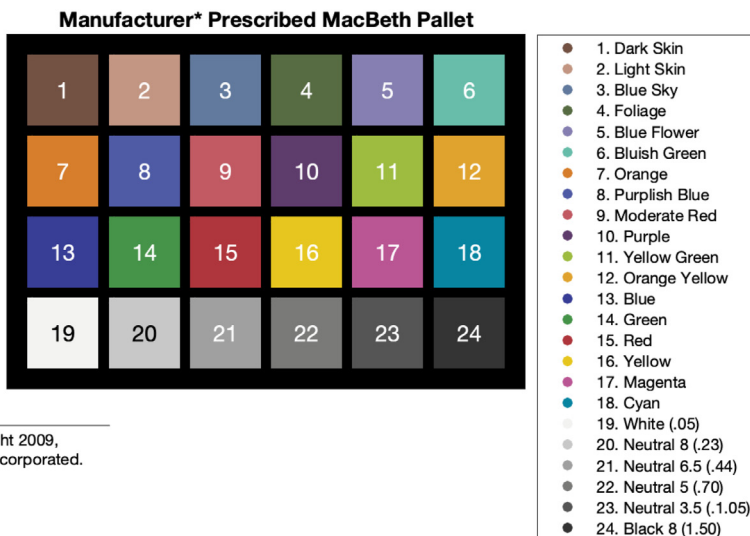 Manufacturer* Prescribed MacBeth Pallet
1 2 3 4 5 6
7 8 9 10 11 12
13 14 15 16 17 18
19 20 21 22 23 24
ht 2009,
corporated.
1. Dark Skin
2. Light Skin
3. Blue Sky
4. Foliage
5. Blue Flower
6. Bluish Green
7. Orange
8. Purplish Blue
9. Moderate Red
10. Purple
11. Yellow Green
12. Orange Yellow
13. Blue
14. Green
15. Red
16. Yellow
17. Magenta
18. Cyan
19. White (.05)
20. Neutral 8 (.23)
21. Neutral 6.5 (.44)
22. Neutral 5 (.70)
23. Neutral 3.5 (.1.05)
24. Black 8 (1.50)